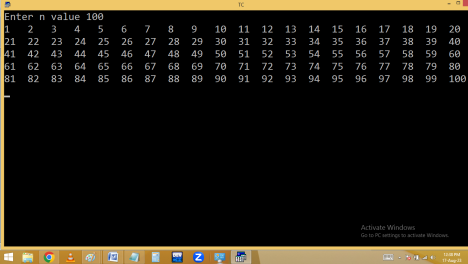 TC
Enter n value 100
1 2 3 4 5 6 7 8 9 10 11 12 13 14 15 16 17 18 19 20
21 22 23 24 25 26 27 28 29 30 31 32 33 34 35 36 37 38 39 40
41 42 43 44 45 46 47 48 49 50 51 52 53 54 55 56 57 58 59 60
61 62 63 64 65 66 67 68 69 70 71 72 73 74 75 76 77 78 79 80
81 82 83 84 85 86 87 88 89 90 91 92 93 94 95 96 97 98 99 100
Activate Windows
Go to PC settings to activate Windows.